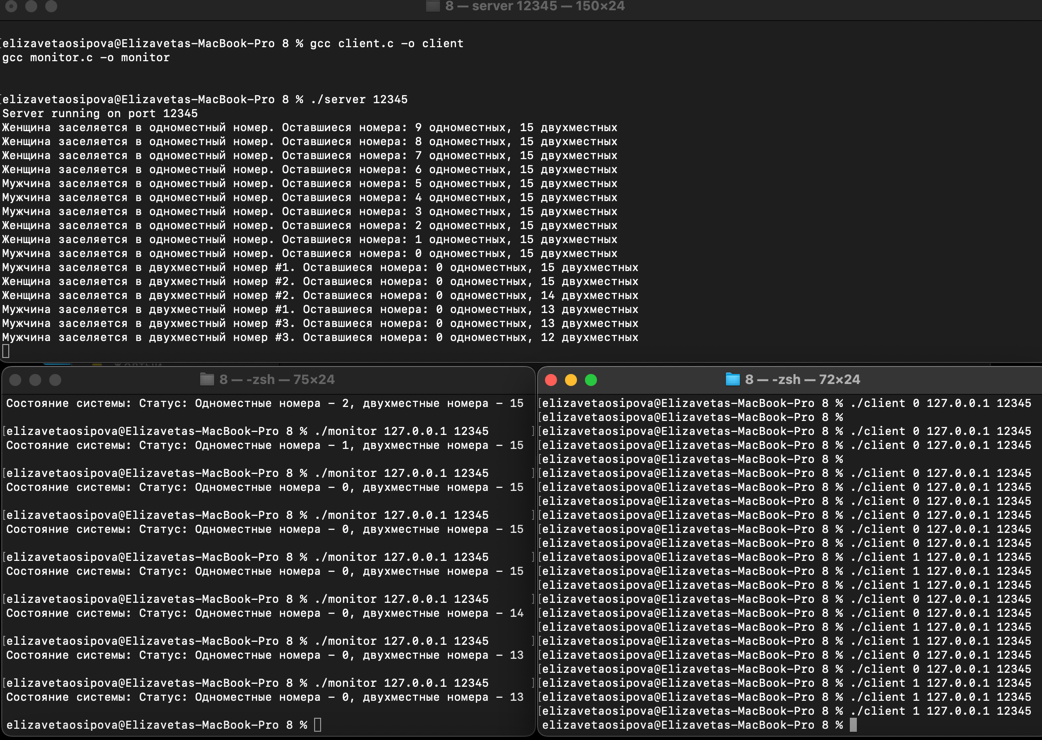 8 — server 12345 — 150×24
[elizavetaosipova@Elizavetas-MacBook-Pro 8 % gcc client.c -o client
gcc monitor.c -o monitor
[elizavetaosipova@Elizavetas-MacBook-Pro 8 % ./server 12345
Server running on port 12345
Женщина заселяется в одноместный номер. Оставшиеся номера: 9 одноместных, 15 двухместных
Женщина заселяется в одноместный номер. Оставшиеся номера: 8 одноместных, 15 двухместных
Женщина заселяется в одноместный номер. Оставшиеся номера: 7 одноместных, 15 двухместных
Женщина заселяется в одноместный номер. Оставшиеся номера: 6 одноместных, 15 двухместных
Мужчина заселяется в одноместный номер. Оставшиеся номера: 5 одноместных, 15 двухместных
Мужчина заселяется в одноместный номер. Оставшиеся номера: 4 одноместных, 15 двухместных
Мужчина заселяется в одноместный номер. Оставшиеся номера: 3 одноместных, 15 двухместных
Женщина заселяется в одноместный номер. Оставшиеся номера: 2 одноместных, 15 двухместных
Женщина заселяется в одноместный номер. Оставшиеся номера: 1 одноместных, 15 двухместных
Мужчина заселяется в одноместный номер. Оставшиеся номера: 0 одноместных, 15 двухместных
Мужчина заселяется в двухместный номер #1. Оставшиеся номера: 0 одноместных, 15 двухместных
Женщина заселяется в двухместный номер #2. Оставшиеся номера: 0 одноместных, 15 двухместных
Женщина заселяется в двухместный номер #2. Оставшиеся номера: 0 одноместных, 14 двухместных
Мужчина заселяется в двухместный номер #1. Оставшиеся номера: 0 одноместных, 13 двухместных
Мужчина заселяется в двухместный номер #3. Оставшиеся номера: 0 одноместных, 13 двухместных
Мужчина заселяется в двухместный номер #3. Оставшиеся номера: 0 одноместных, 12 двухместных
8 — -zsh — 75×24
Состояние системы: Статус: Одноместные номера - 2, двухместные номера - 15
[elizavetaosipova@Elizavetas-MacBook-Pro 8 % ./monitor 127.0.0.1 12345
Состояние системы: Статус: Одноместные номера - 1, двухместные номера - 15
[elizavetaosipova@Elizavetas-MacBook-Pro 8 % ./monitor 127.0.0.1 12345
Состояние системы: Статус: Одноместные номера - 0, двухместные номера - 15
[elizavetaosipova@Elizavetas-MacBook-Pro 8 % ./monitor 127.0.0.1 12345
Состояние системы: Статус: Одноместные номера - 0, двухместные номера - 15
[elizavetaosipova@Elizavetas-MacBook-Pro 8 % ./monitor 127.0.0.1 12345
Состояние системы: Статус: Одноместные номера - 0, двухместные номера - 15
[elizavetaosipova@Elizavetas-MacBook-Pro 8 % ./monitor 127.0.0.1 12345
Состояние системы: Статус: Одноместные номера - 0, двухместные номера - 14
[elizavetaosipova@Elizavetas-MacBook-Pro 8 % ./monitor 127.0.0.1 12345
Состояние системы: Статус: Одноместные номера - 0, двухместные номера - 13
[elizavetaosipova@Elizavetas-MacBook-Pro 8 % ./monitor 127.0.0.1 12345
Состояние системы: Статус: Одноместные номера - 0, двухместные номера - 13
elizavetaosipova@Elizavetas-MacBook-Pro 8 %
8 — -zsh — 72×24
[elizavetaosipova@Elizavetas-MacBook-Pro 8 % ./client 0 127.0.0.1 12345
[elizavetaosipova@Elizavetas-MacBook-Pro 8 %
[elizavetaosipova@Elizavetas-MacBook-Pro 8 % ./client 0 127.0.0.1 12345
[elizavetaosipova@Elizavetas-MacBook-Pro 8 % ./client 0 127.0.0.1 12345
[elizavetaosipova@Elizavetas-MacBook-Pro 8 %
[elizavetaosipova@Elizavetas-MacBook-Pro 8 % ./client 0 127.0.0.1 12345
[elizavetaosipova@Elizavetas-MacBook-Pro 8 % ./client 0 127.0.0.1 12345
[elizavetaosipova@Elizavetas-MacBook-Pro 8 % ./client 0 127.0.0.1 12345
[elizavetaosipova@Elizavetas-MacBook-Pro 8 % ./client 0 127.0.0.1 12345
[elizavetaosipova@Elizavetas-MacBook-Pro 8 % ./client 0 127.0.0.1 12345
[elizavetaosipova@Elizavetas-MacBook-Pro 8 % ./client 0 127.0.0.1 12345
[elizavetaosipova@Elizavetas-MacBook-Pro 8 % ./client 1 127.0.0.1 12345
[elizavetaosipova@Elizavetas-MacBook-Pro 8 % ./client 1 127.0.0.1 12345
[elizavetaosipova@Elizavetas-MacBook-Pro 8 % ./client 1 127.0.0.1 12345
[elizavetaosipova@Elizavetas-MacBook-Pro 8 % ./client 0 127.0.0.1 12345
[elizavetaosipova@Elizavetas-MacBook-Pro 8 % ./client 0 127.0.0.1 12345
[elizavetaosipova@Elizavetas-MacBook-Pro 8 % ./client 1 127.0.0.1 12345
[elizavetaosipova@Elizavetas-MacBook-Pro 8 % ./client 1 127.0.0.1 12345
[elizavetaosipova@Elizavetas-MacBook-Pro 8 % ./client 0 127.0.0.1 12345
[elizavetaosipova@Elizavetas-MacBook-Pro 8 % ./client 0 127.0.0.1 12345
[elizavetaosipova@Elizavetas-MacBook-Pro 8 % ./client 1 127.0.0.1 12345
[elizavetaosipova@Elizavetas-MacBook-Pro 8 % ./client 1 127.0.0.1 12345
[elizavetaosipova@Elizavetas-MacBook-Pro 8 % ./client 1 127.0.0.1 12345
elizavetaosipova@Elizavetas-MacBook-Pro 8 %